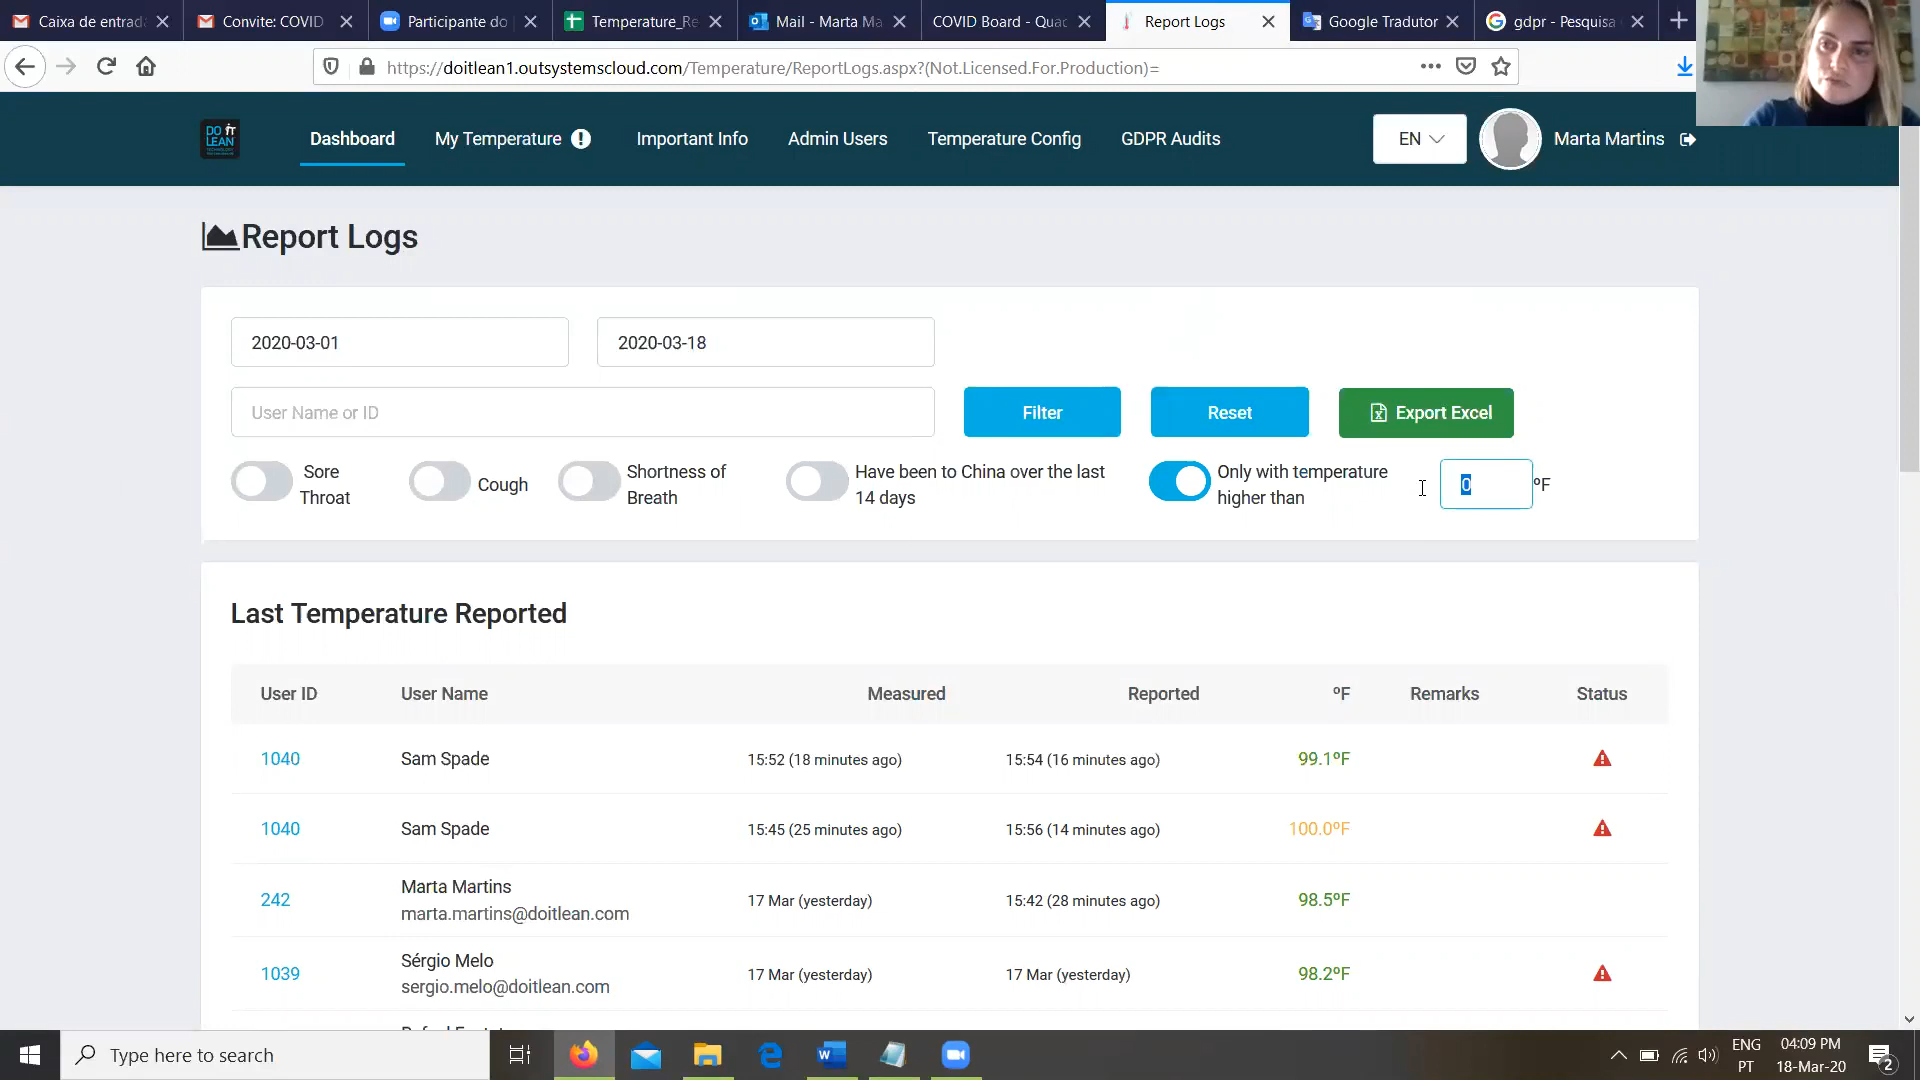 Caixa de entrad
Convite: COVID
Participante do
Temperature_Re
Mail - Marta Ma
COVID Board - Quad
Report Logs
Google Tradutor
gdpr - Pesquisa
https://doitlean1.outsystemscloud.com/Temperature/ReportLogs.aspx?(Not.Licensed.For.Production)=
DO iT
LEAN
Dashboard
My Temperature
Important Info
Admin Users
Temperature Config
GDPR Audits
EN
Marta Martins
Report Logs
2020-03-01
2020-03-18
User Name or ID
Filter
Reset
Export Excel
Sore
Throat
Cough
Shortness of
Breath
Have been to China over the last
14 days
Only with temperature
higher than
0
ºF
Last Temperature Reported
User ID
User Name
Measured
Reported
ºF
Remarks
Status
1040
Sam Spade
15:52 (18 minutes ago)
15:54 (16 minutes ago)
99.1ºF
1040
Sam Spade
15:45 (25 minutes ago)
15:56 (14 minutes ago)
100.0ºF
242
Marta Martins
marta.martins@doitlean.com
17 Mar (yesterday)
15:42 (28 minutes ago)
98.5ºF
1039
Sérgio Melo
sergio.melo@doitlean.com
17 Mar (yesterday)
17 Mar (yesterday)
98.2ºF
Type here to search
ENG
PT
04:09 PM
18-Mar-20
2